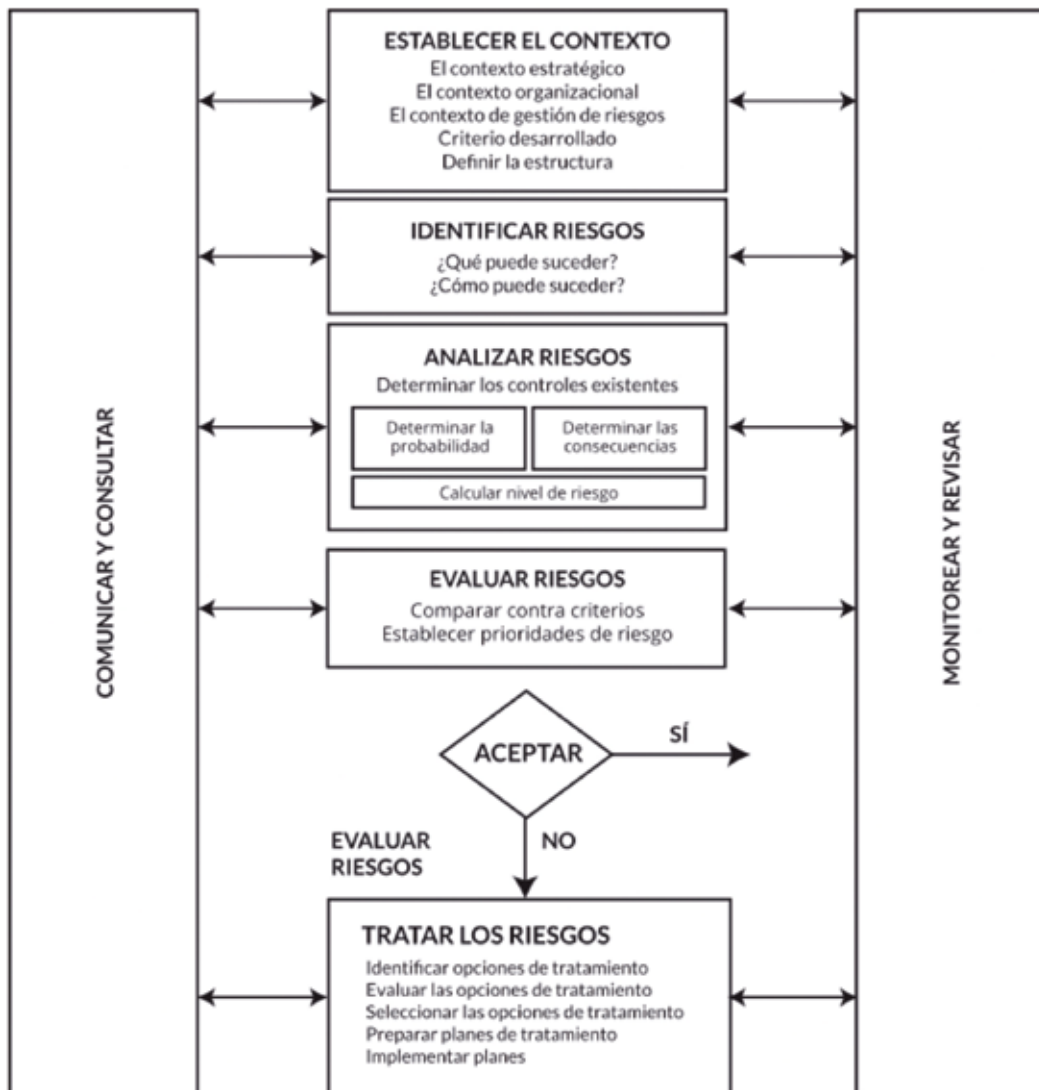 COMUNICAR Y CONSULTAR
ESTABLECER EL CONTEXTO
El contexto estratégico
El contexto organizacional
El contexto de gestión de riesgos
Criterio desarrollado
Definir la estructura
IDENTIFICAR RIESGOS
¿Qué puede suceder?
¿Cómo puede suceder?
ANALIZAR RIESGOS
Determinar los controles existentes
Determinar la
probabilidad
Determinar las
consecuencias
Calcular nivel de riesgo
EVALUAR RIESGOS
Comparar contra criterios
Establecer prioridades de riesgo
ACEPTAR
SÍ
EVALUAR
RIESGOS
NO
TRATAR LOS RIESGOS
Identificar opciones de tratamiento
Evaluar las opciones de tratamiento
Seleccionar las opciones de tratamiento
Preparar planes de tratamiento
Implementar planes
MONITOREAR Y REVISAR